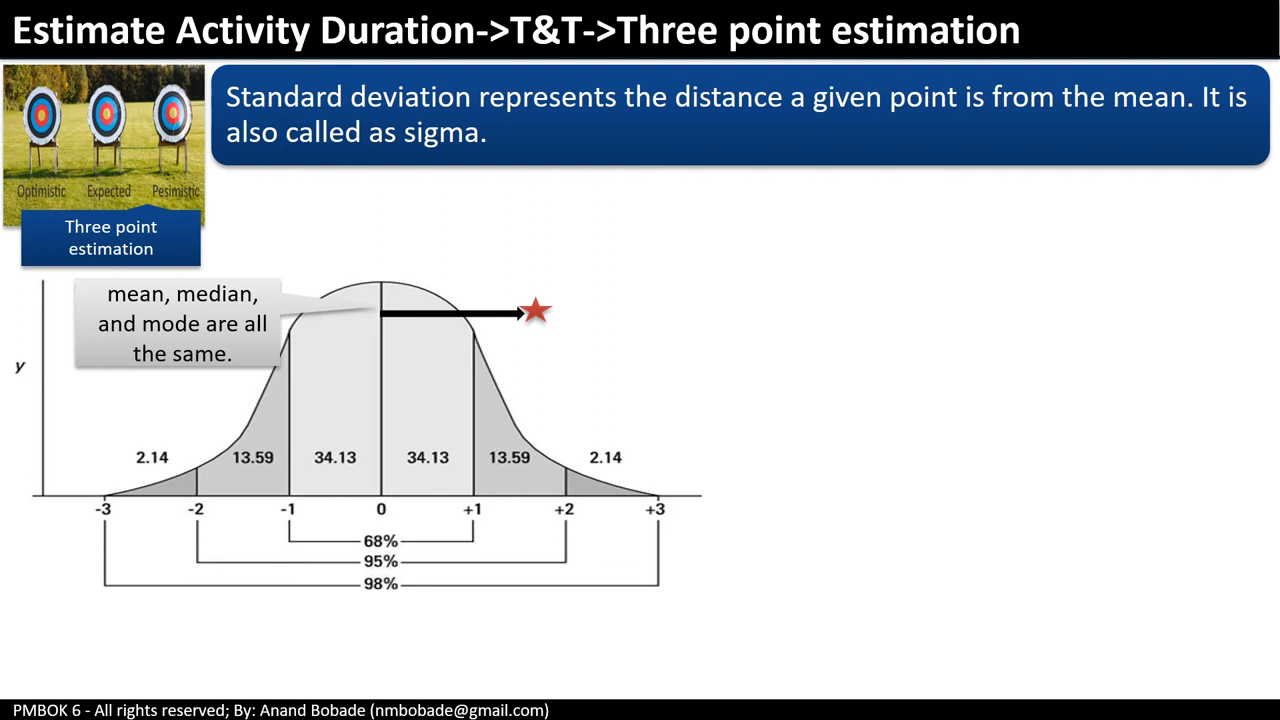 Estimate Activity Duration->T&T->Three point estimation
Standard deviation represents the distance a given point is from the mean. It is
also called as sigma.
Optimistic Expected Pesimistic
Three point
estimation
mean, median,
and mode are all
the same.
y
2.14 13.59 34.13 34.13 13.59 2.14
-3 -2 -1 0 +1 +2 +3
68%
95%
98%
PMBOK 6 - All rights reserved; By: Anand Bobade (nmbobade@gmail.com)